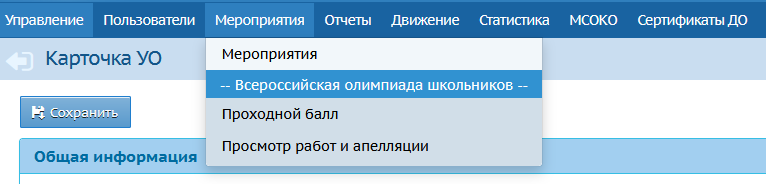 Управление Пользователи Мероприятия Отчеты Движение Статистика МСОКО Сертификаты ДО
Карточка УО
Мероприятия
-- Всероссийская олимпиада школьников --
Сохранить
Проходной балл
Просмотр работ и апелляции
Общая информация